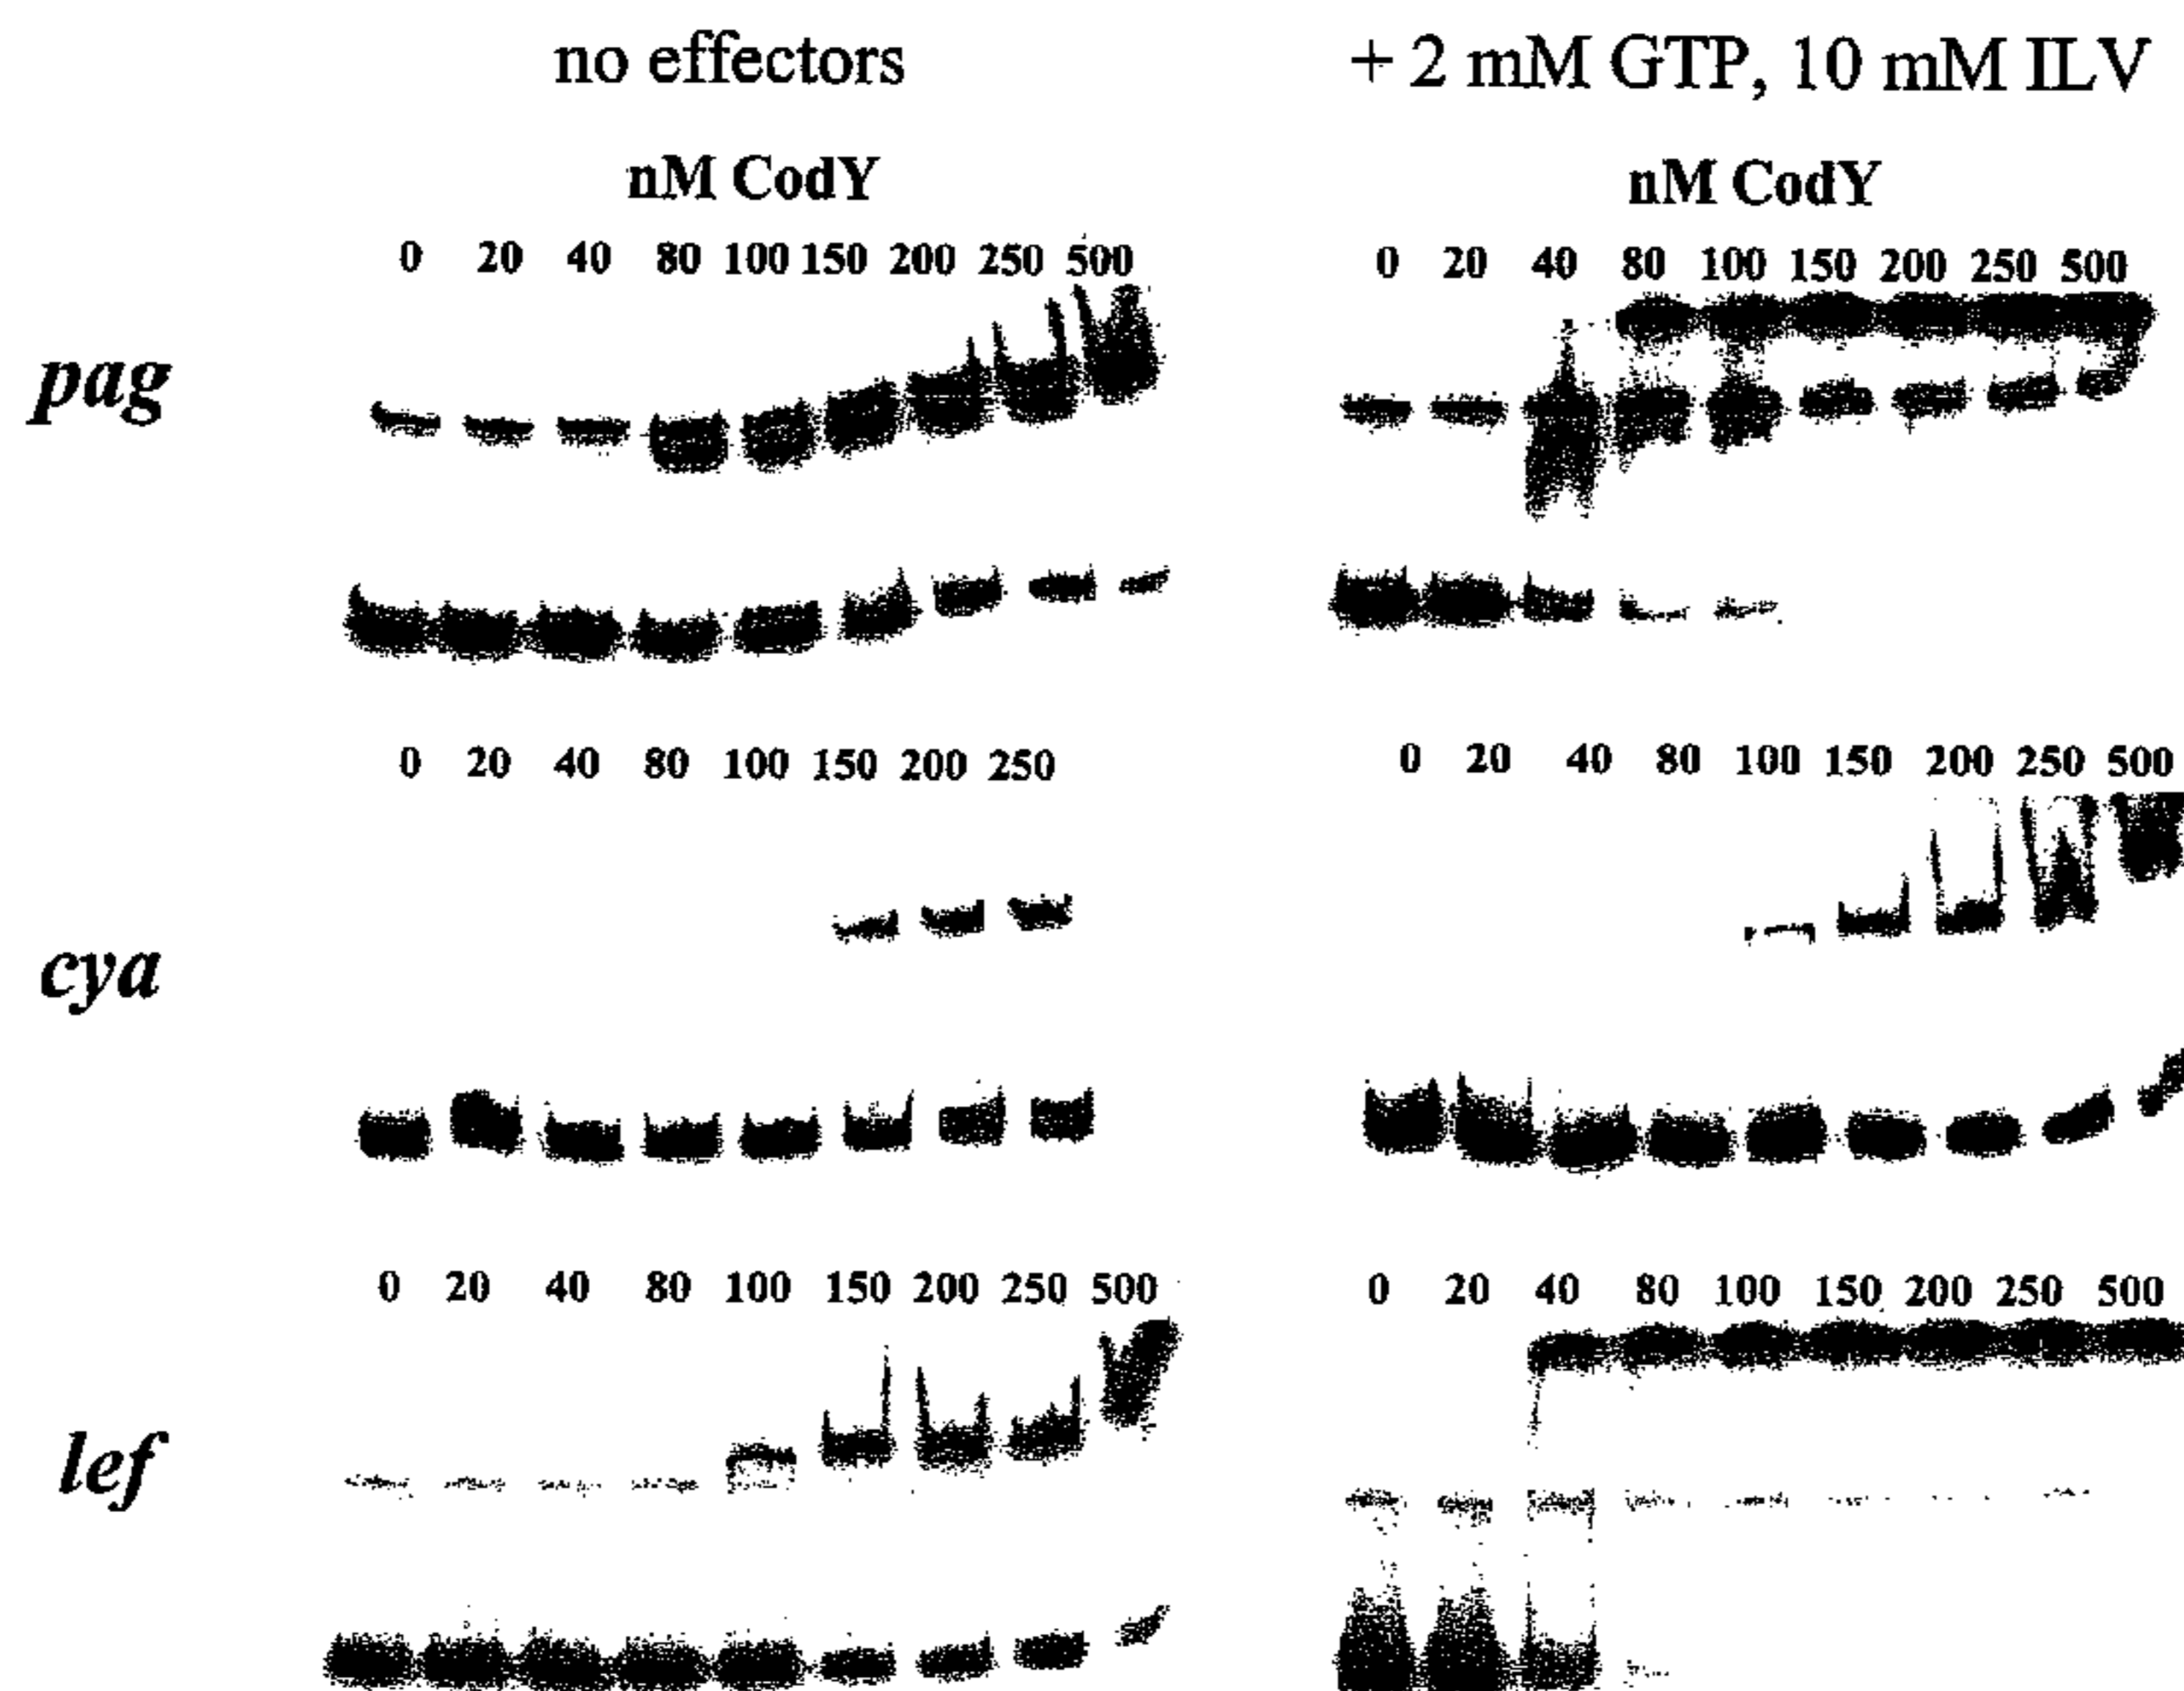 no effectors + 2 mM GTP, 10 mM ILV
nM CodY nM CodY
0 20 40 80 100 150 200 250 500 0 20 40 80 100 150 200 250 500
pag
0 20 40 80 100 150 200 250 0 20 40 80 100 150 200 250 500
cya
0 20 40 80 100 150 200 250 500 0 20 40 80 100 150 200 250 500
lef